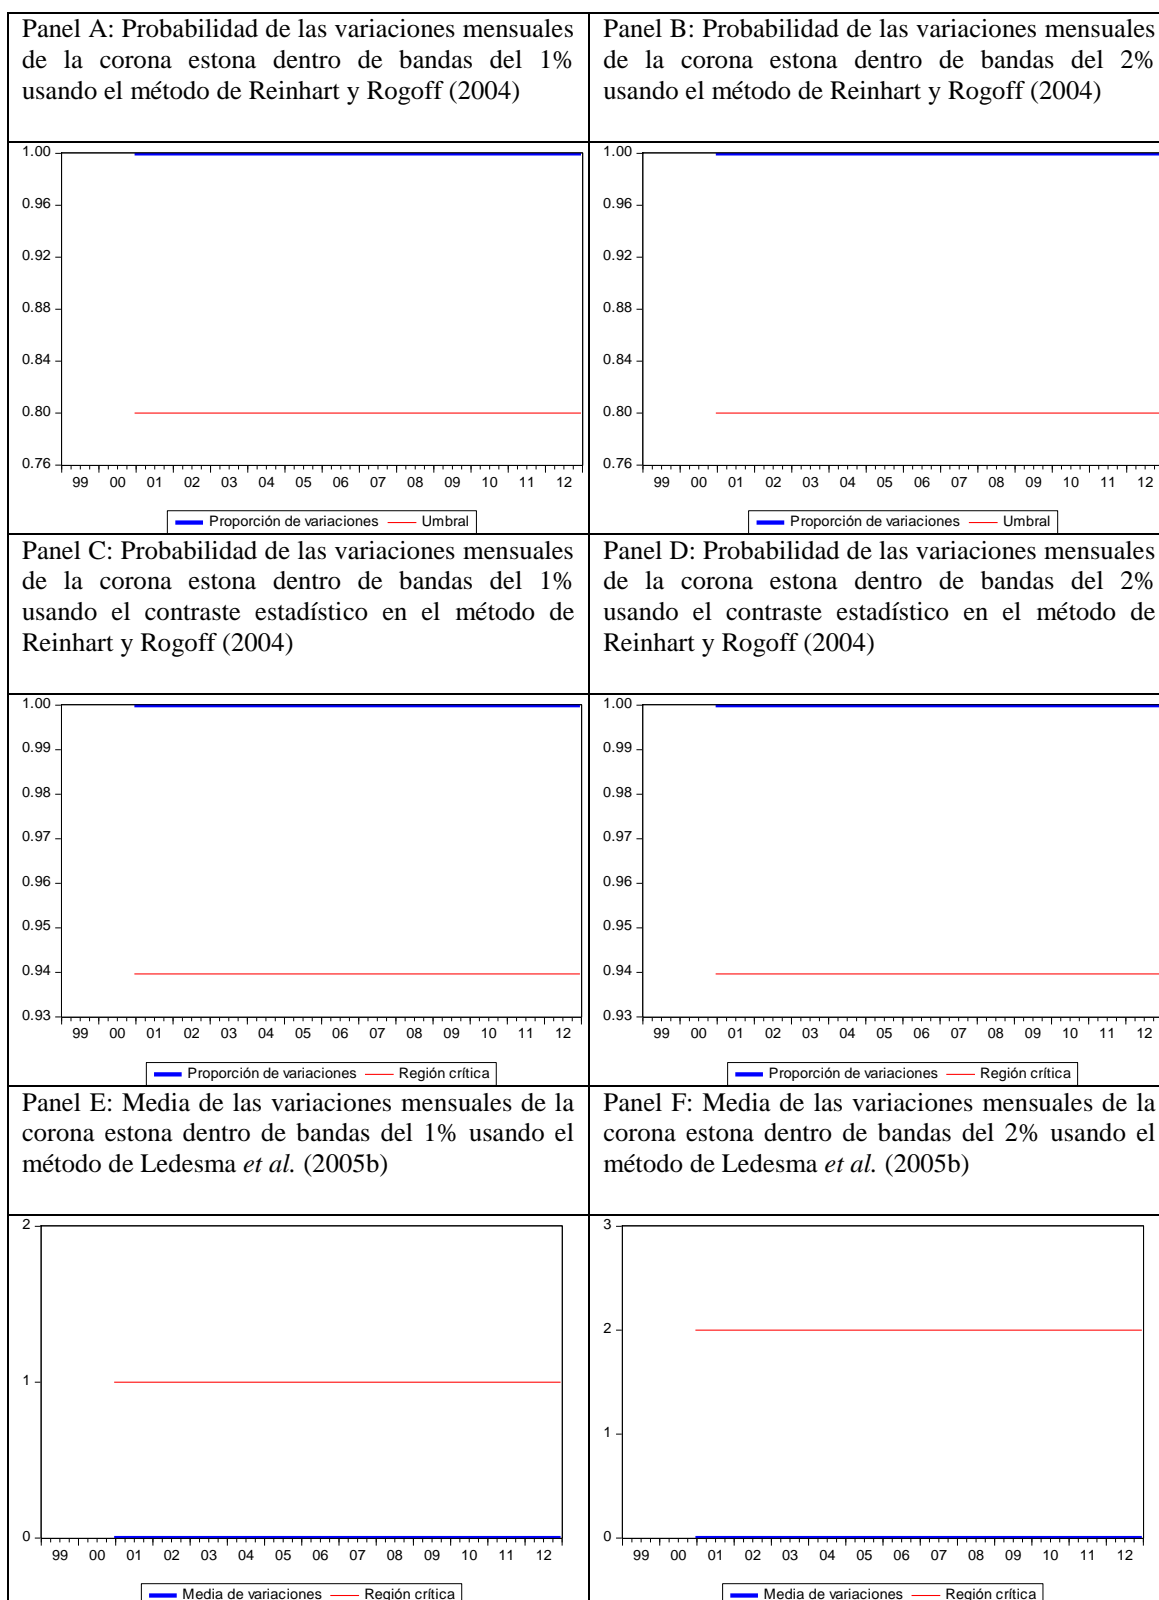 Panel A: Probabilidad de las variaciones mensuales
de la corona estona dentro de bandas del 1%
usando el método de Reinhart y Rogoff (2004)
Panel B: Probabilidad de las variaciones mensuales
de la corona estona dentro de bandas del 2%
usando el método de Reinhart y Rogoff (2004)
1.00
0.96
0.92
0.88
0.84
0.80
0.76
99 00 01 02 03 04 05 06 07 08 09 10 11 12
Proporción de variaciones Umbral
1.00
0.96
0.92
0.88
0.84
0.80
0.76
99 00 01 02 03 04 05 06 07 08 09 10 11 12
Proporción de variaciones Umbral
Panel C: Probabilidad de las variaciones mensuales
de la corona estona dentro de bandas del 1%
usando el contraste estadístico en el método de
Reinhart y Rogoff (2004)
Panel D: Probabilidad de las variaciones mensuales
de la corona estona dentro de bandas del 2%
usando el contraste estadístico en el método de
Reinhart y Rogoff (2004)
1.00
0.99
0.98
0.97
0.96
0.95
0.94
0.93
99 00 01 02 03 04 05 06 07 08 09 10 11 12
Proporción de variaciones Región crítica
1.00
0.99
0.98
0.97
0.96
0.95
0.94
0.93
99 00 01 02 03 04 05 06 07 08 09 10 11 12
Proporción de variaciones Región crítica
Panel E: Media de las variaciones mensuales de la
corona estona dentro de bandas del 1% usando el
método de Ledesma et al. (2005b)
Panel F: Media de las variaciones mensuales de la
corona estona dentro de bandas del 2% usando el
método de Ledesma et al. (2005b)
2
1
0
99 00 01 02 03 04 05 06 07 08 09 10 11 12
Media de variaciones Región crítica
3
2
1
0
99 00 01 02 03 04 05 06 07 08 09 10 11 12
Media de variaciones Región crítica